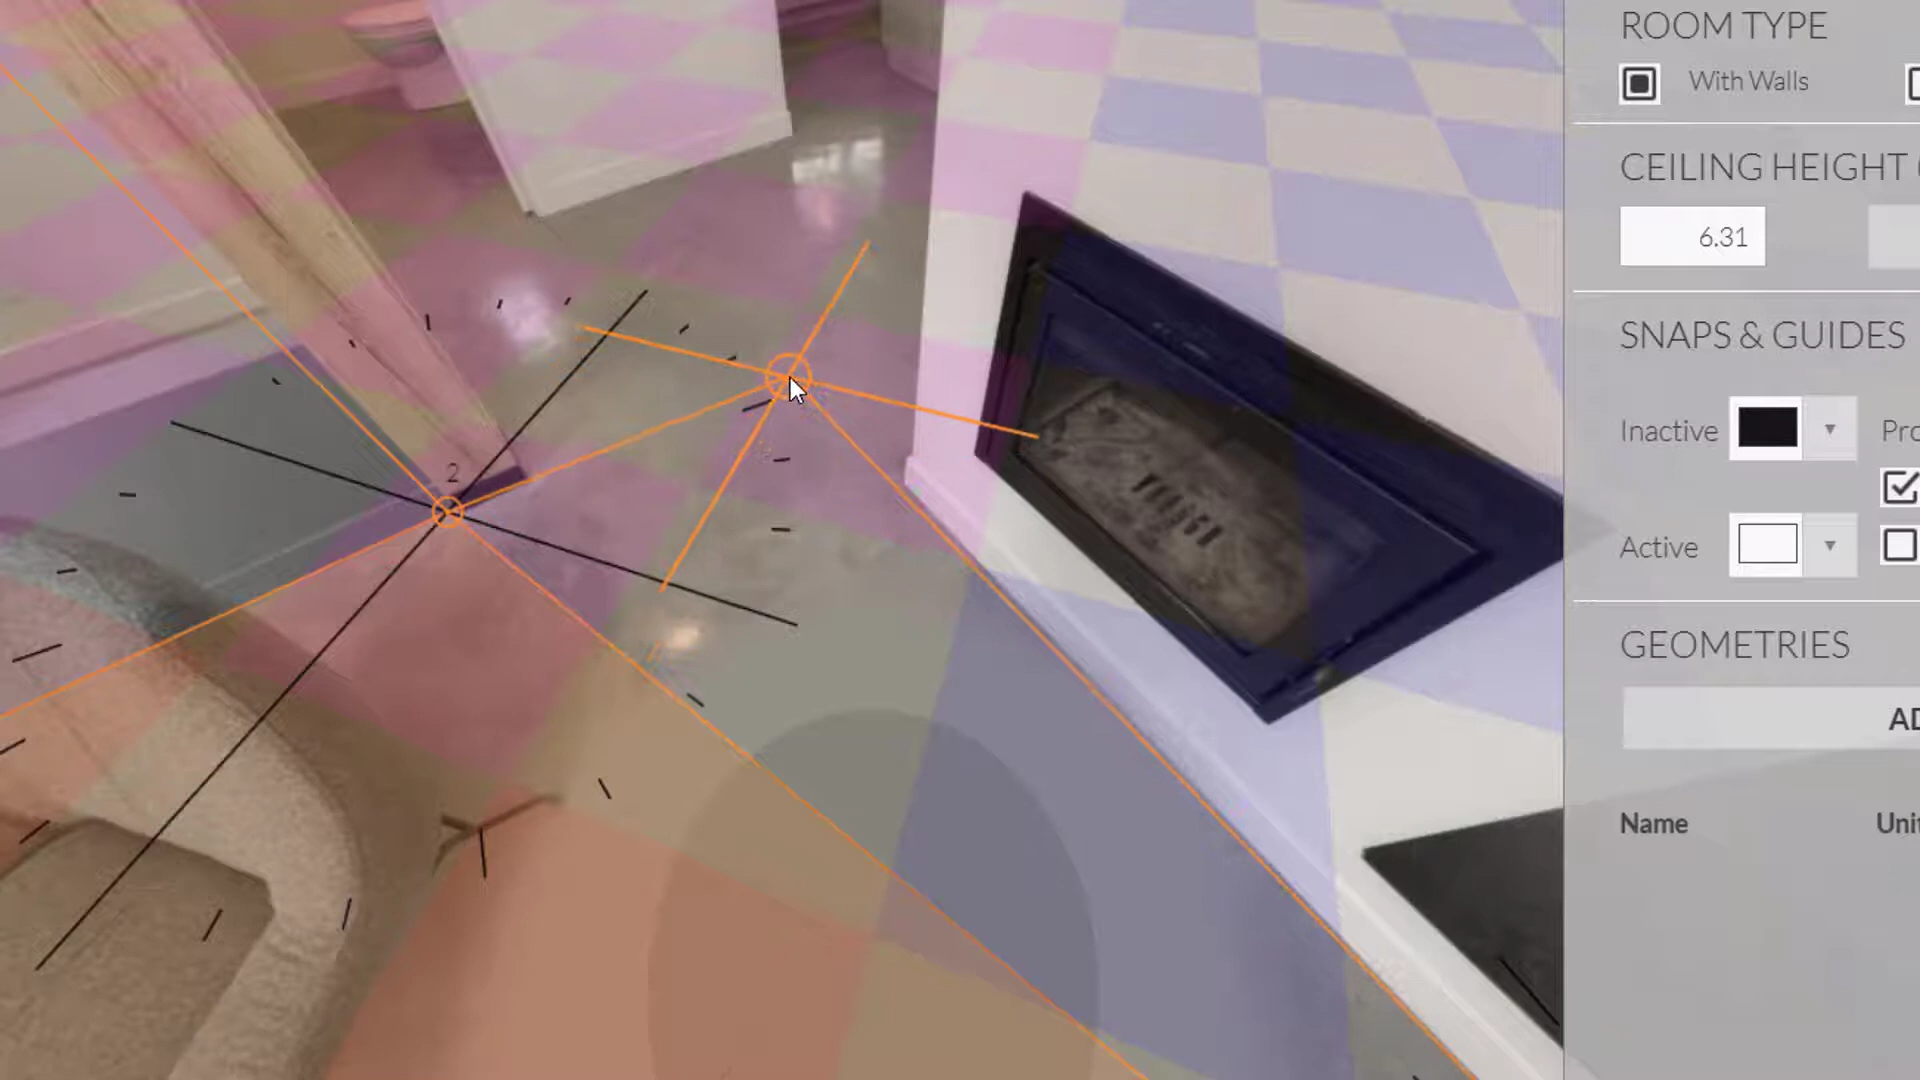 ROOM TYPE
With Walls
CEILING HEIGHT
6.31
SNAPS & GUIDES
Inactive
Active
GEOMETRIES
Name
2